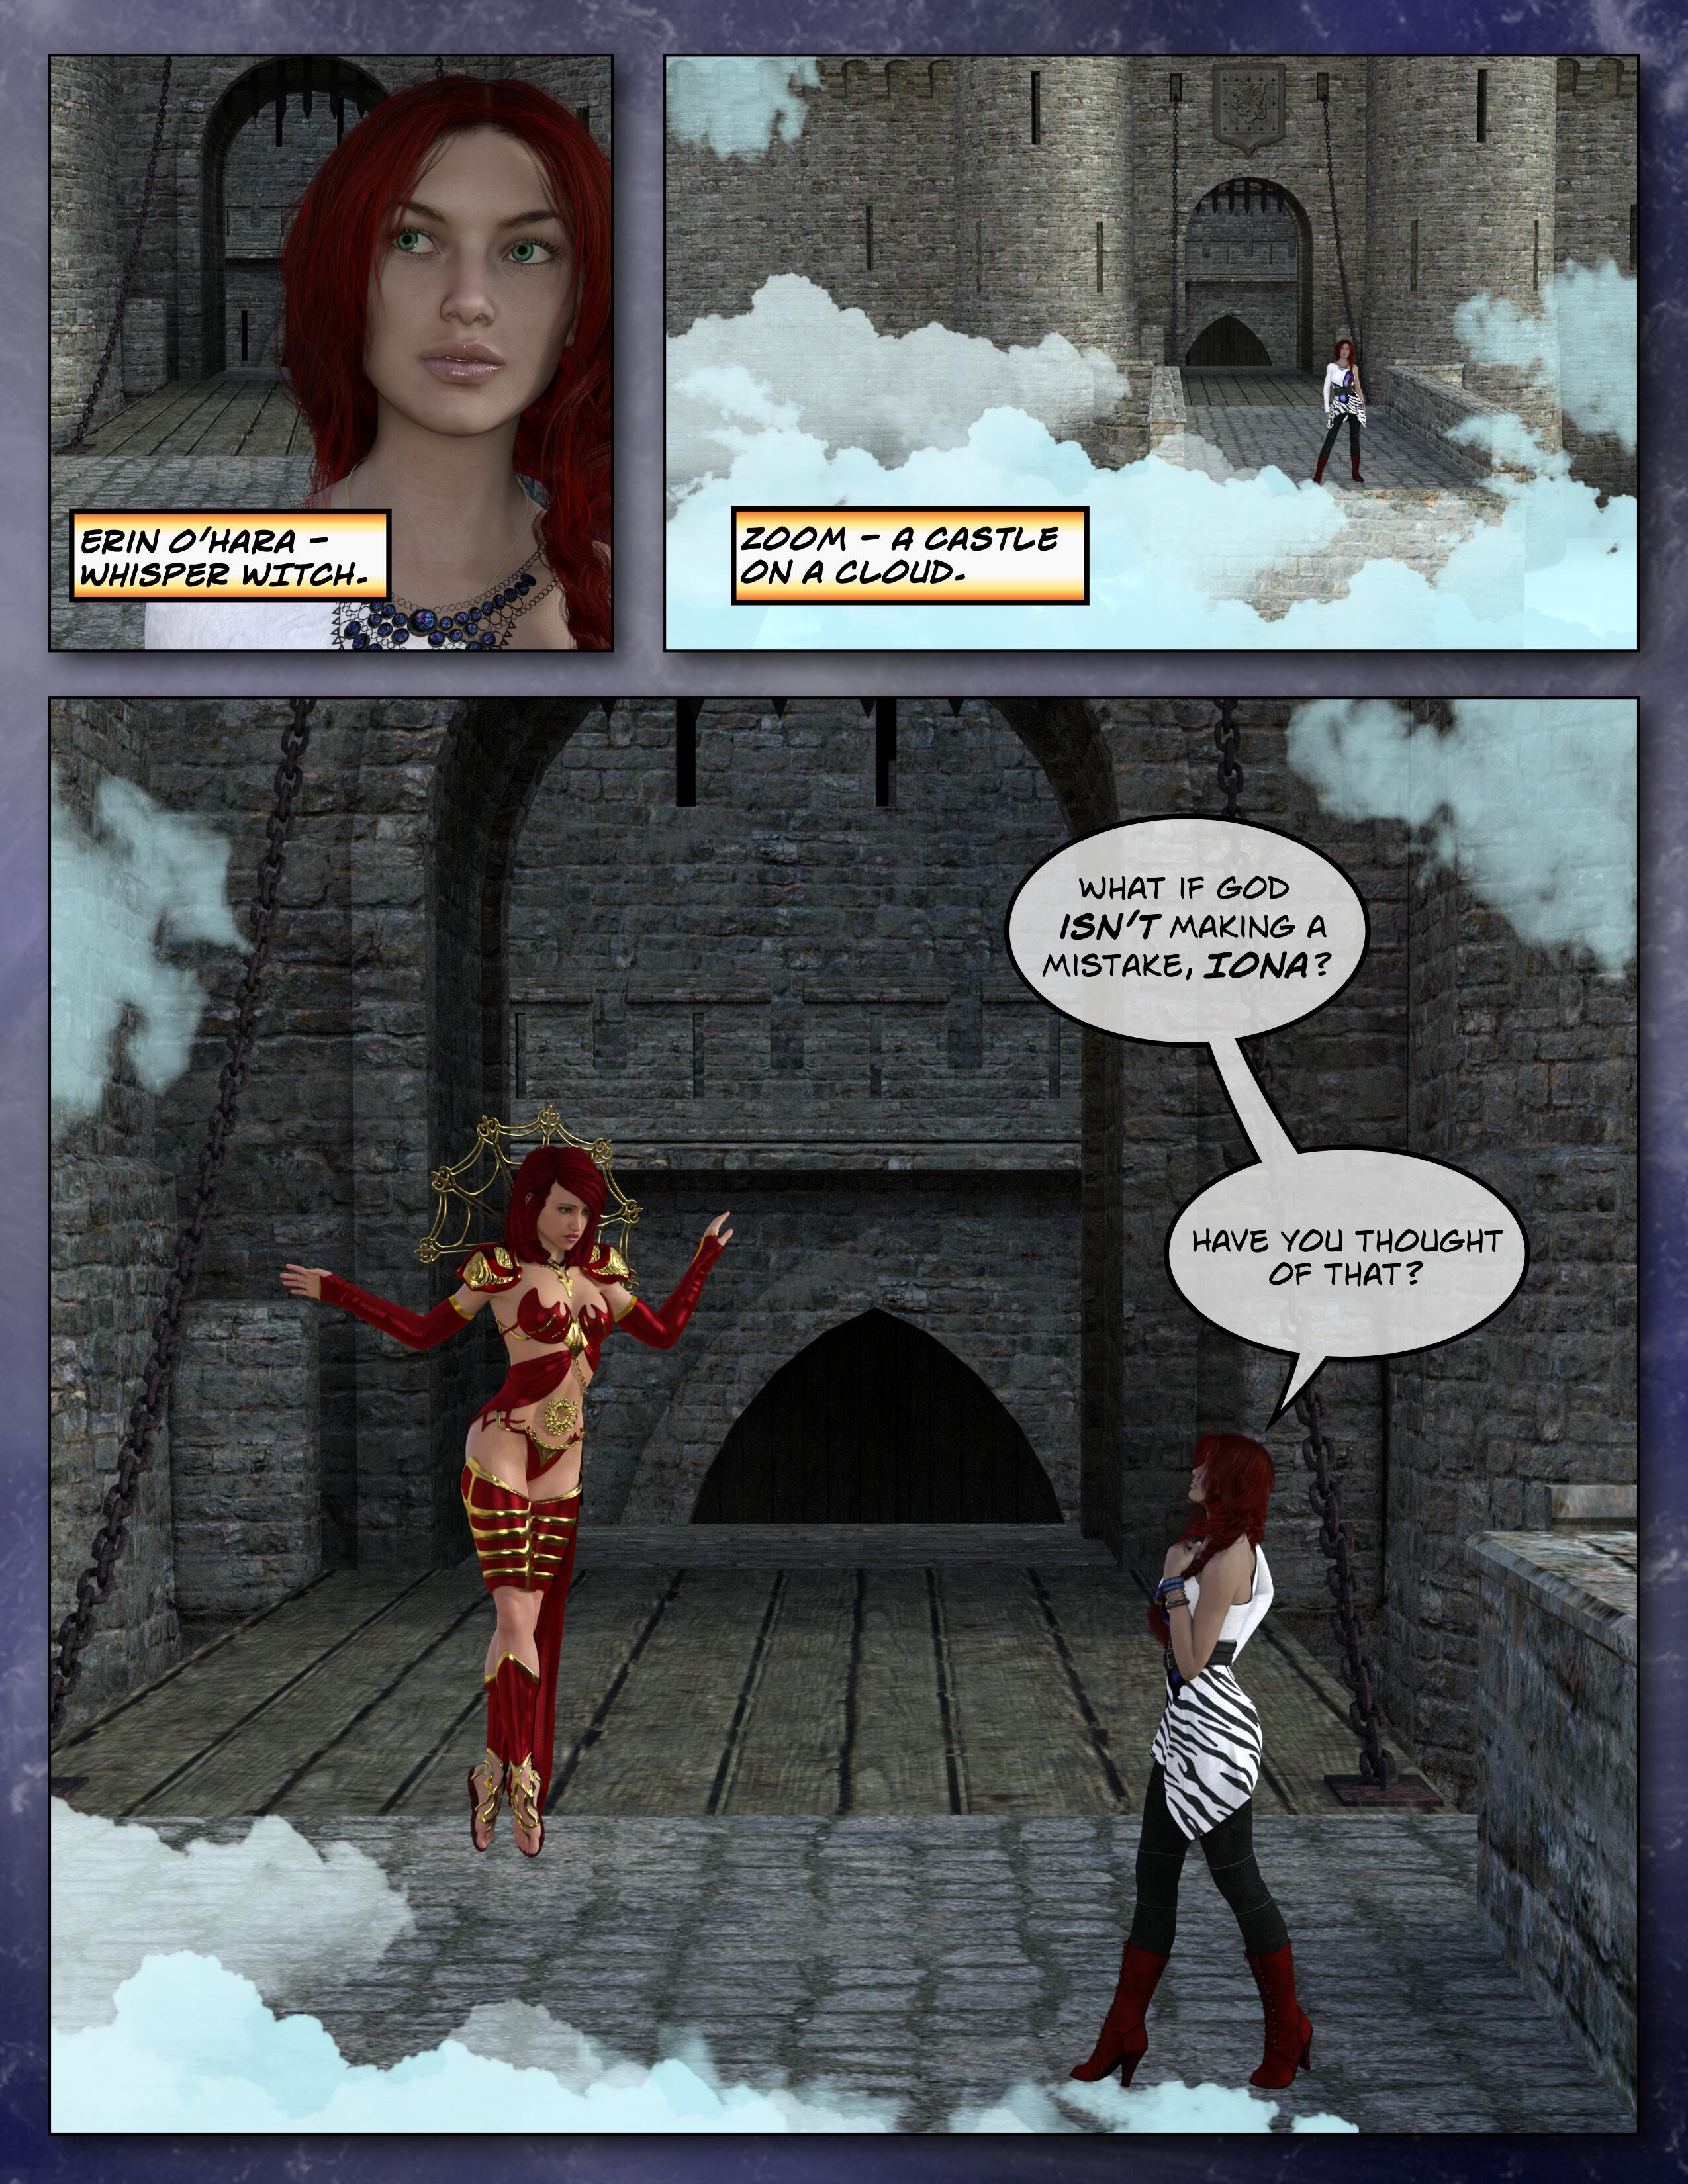 ERIN O'HARA –
WHISPER WITCH.
ZOOM – A CASTLE
ON A CLOUD.
WHAT IF GOD
ISN'T MAKING A
MISTAKE, IONA?
HAVE YOU THOUGHT
OF THAT?